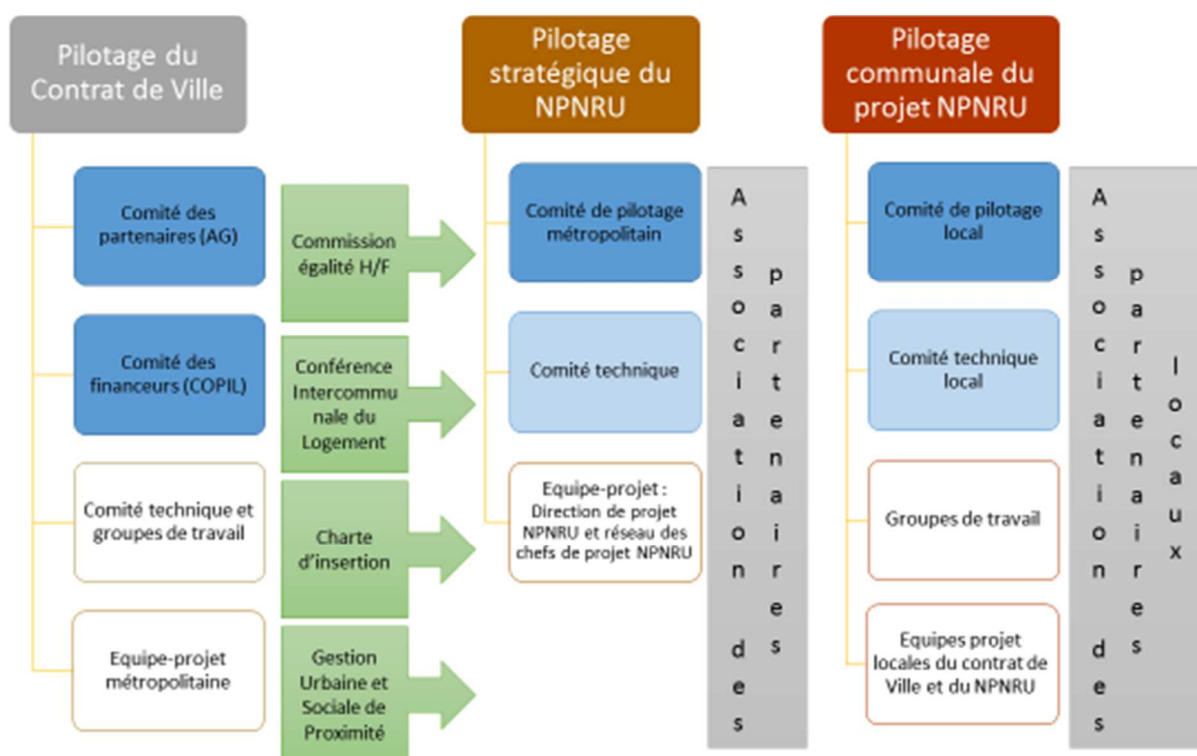 Pilotage du
Contrat de Ville
Comité des
partenaires (AG)
Comité des
financeurs (COPIL)
Comité technique et
groupes de travail
Equipe-projet
métropolitaine
Commission
égalité H/F
Conférence
Intercommu
nale du
Logement
Charte
d'insertion
Gestion
Urbaine et
Sociale de
Proximité
Pilotage
stratégique du
NPNRU
Comité de pilotage
métropolitain
Comité technique
Equipe-projet :
Direction de projet
NPNRU et réseau des
chefs de projet NPNRU
Association des
partenaires
Pilotage
communale du
projet NPNRU
Comité de pilotage
local
Comité technique
local
Groupes de travail
Equipes projet
locales du contrat de
Ville et du NPNRU
Association des
partenaires
locaux